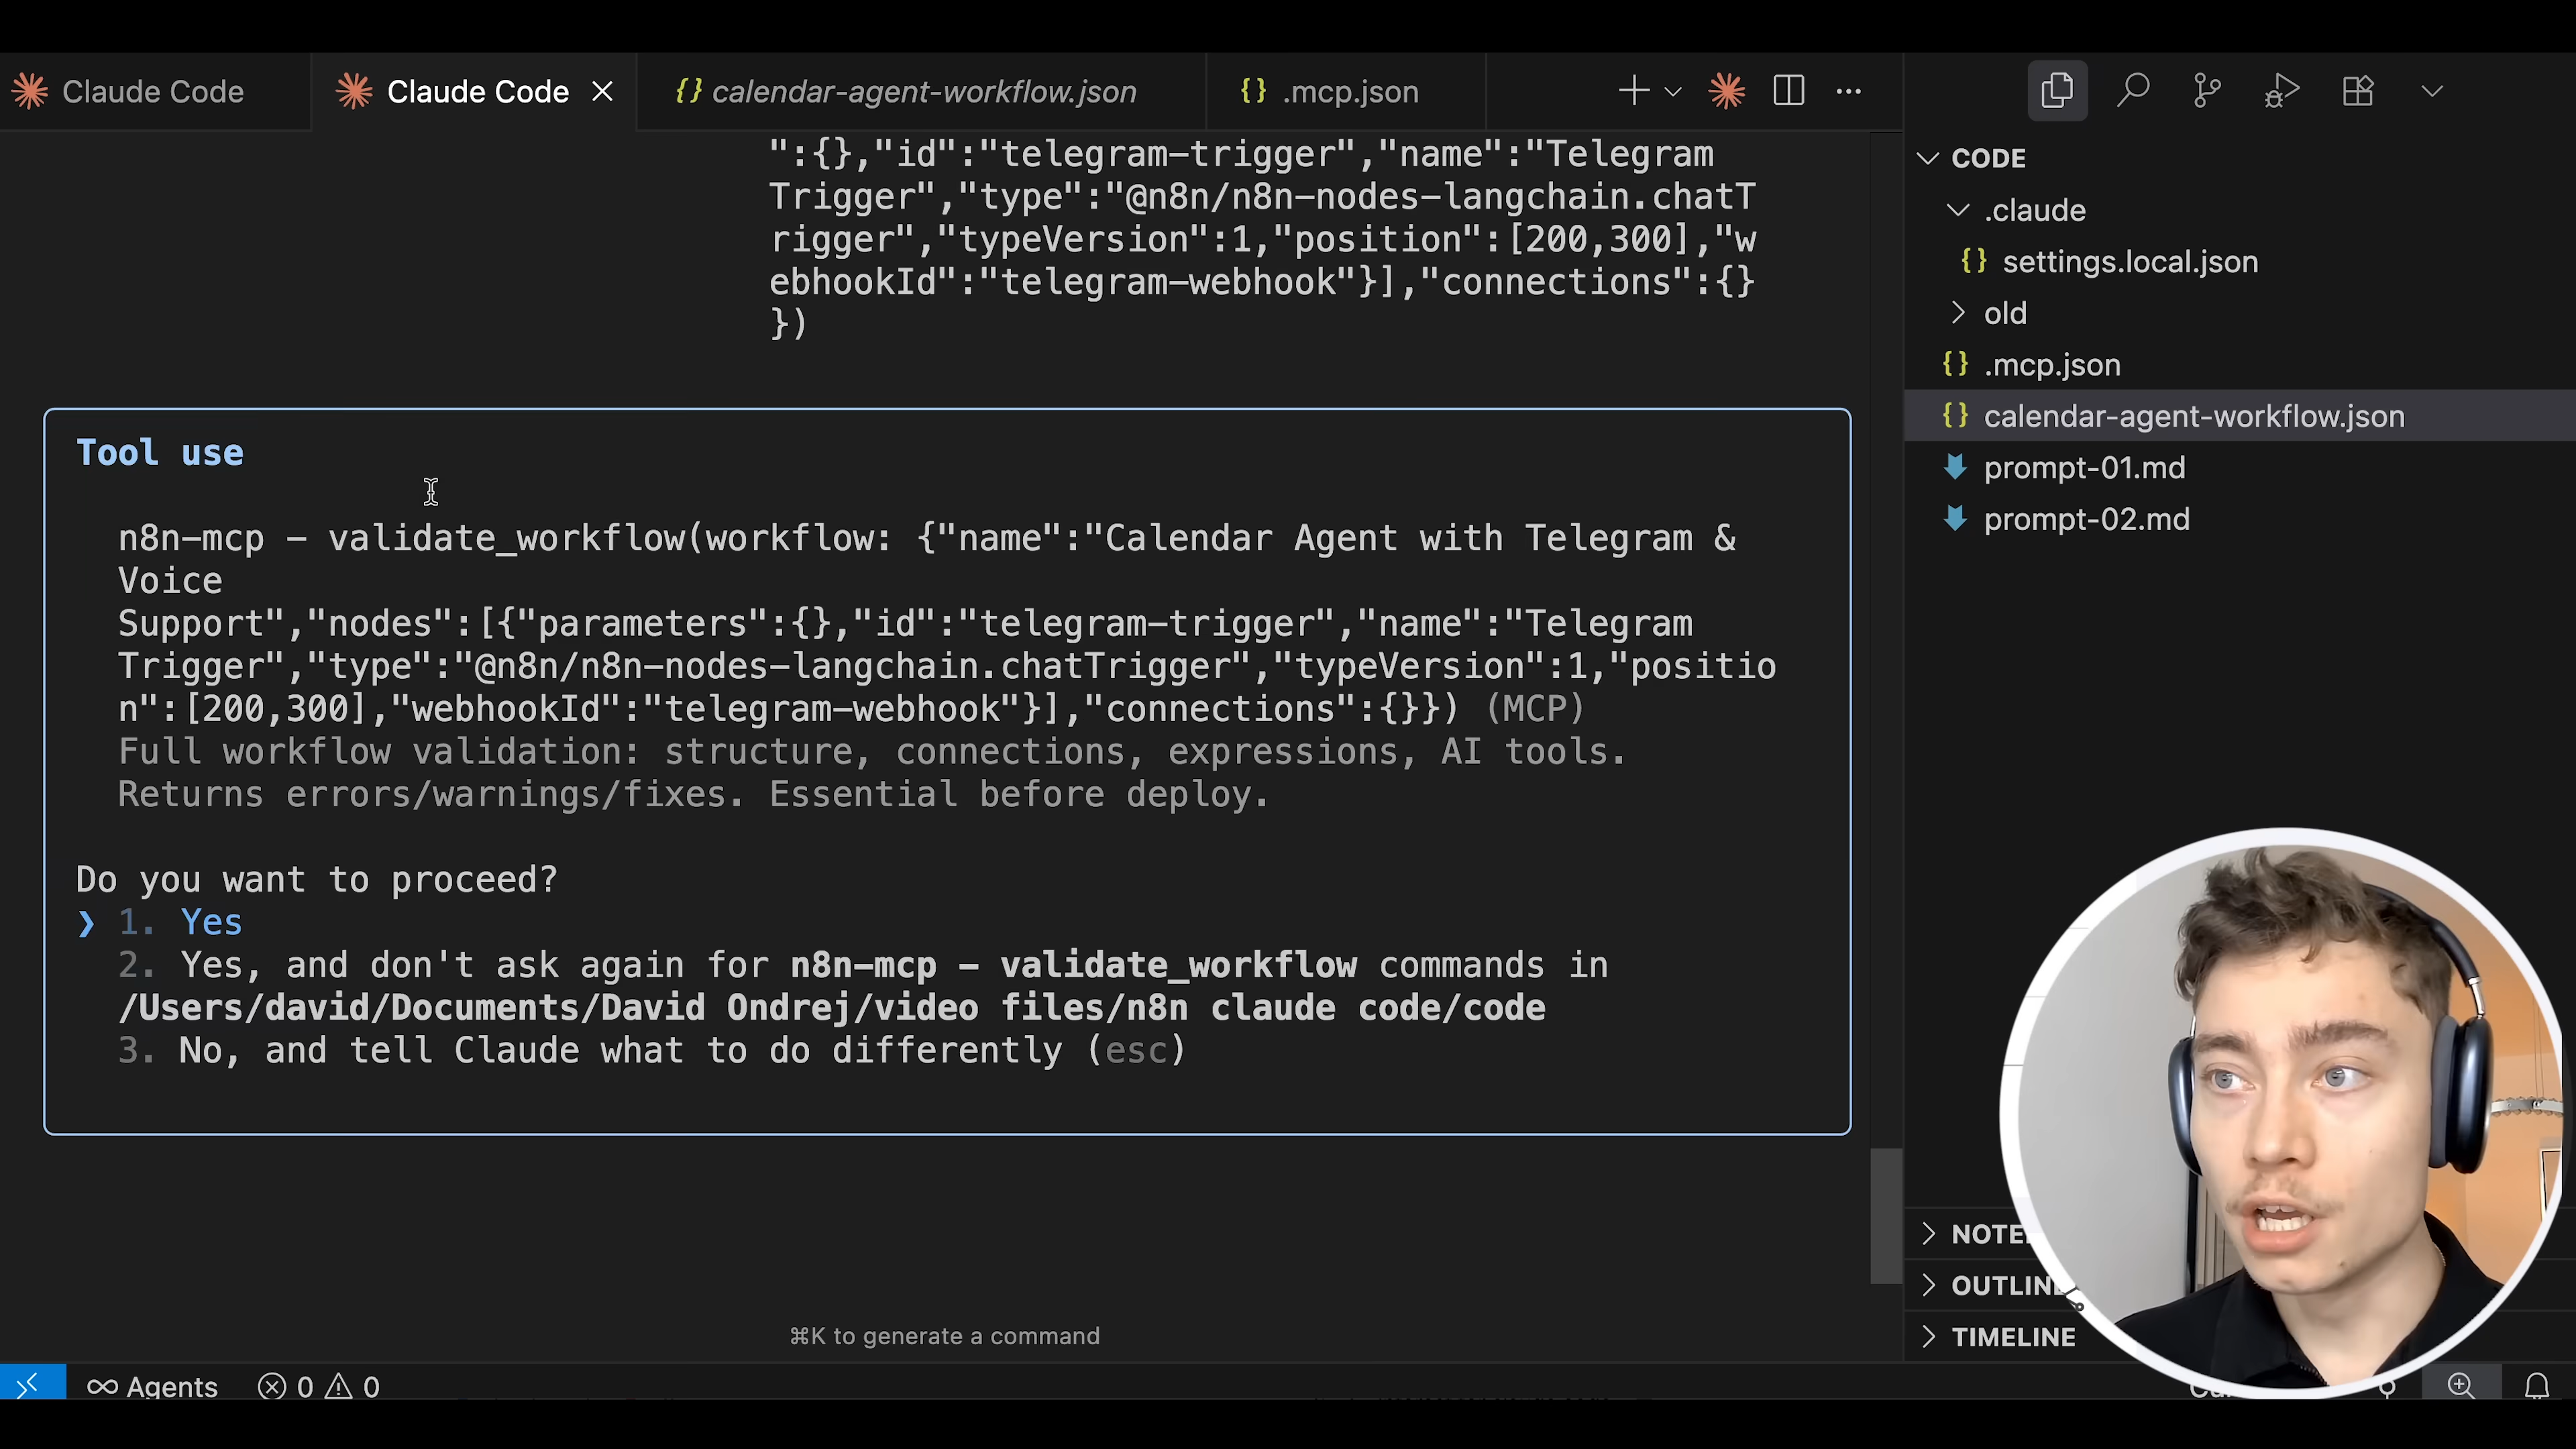 Claude Code
Claude Code
{} calendar-agent-workflow.json
{} .mcp.json
":{},"id":"telegram-trigger","name":"Telegram
Trigger","type":"@n8n/n8n-nodes-langchain.chatT
rigger","typeVersion":1,"position":[200,300],"w
ebhookId":"telegram-webhook"}],"connections":{}
})
Tool use
n8n-mcp - validate_workflow(workflow: {"name":"Calendar Agent with Telegram &
Voice
Support","nodes":[{"parameters":{},"id":"telegram-trigger","name":"Telegram
Trigger","type":"@n8n/n8n-nodes-langchain.chatTrigger","typeVersion":1,"positio
n":[200,300],"webhookId":"telegram-webhook"}],"connections":{}}) (MCP)
Full workflow validation: structure, connections, expressions, AI tools.
Returns errors/warnings/fixes. Essential before deploy.
Do you want to proceed?
❯ 1. Yes
2. Yes, and don't ask again for n8n-mcp - validate_workflow commands in
/Users/david/Documents/David Ondrej/video files/n8n claude code/code
3. No, and tell Claude what to do differently (esc)
⌘K to generate a command
Agents
0
0
CODE
.claude
{} settings.local.json
old
{} .mcp.json
{} calendar-agent-workflow.json
prompt-01.md
prompt-02.md
TIMELINE